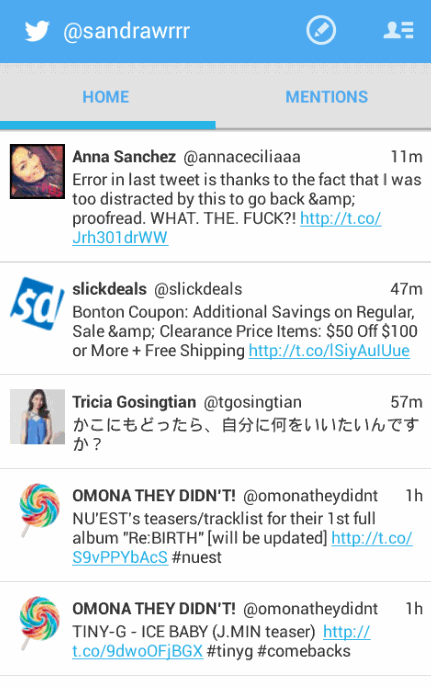 @sandrawrrr
HOME MENTIONS
Anna Sanchez @annaceciliaaa 11m
Error in last tweet is thanks to the fact that I was
too distracted by this to go back &amp;
proofread. WHAT. THE. FUCK?! http://t.co/
Jrh301drWW
sd
slickdeals @slickdeals 47m
Bonton Coupon: Additional Savings on Regular,
Sale &amp; Clearance Price Items: $50 Off $100
or More + Free Shipping http://t.co/lSiyAuIUue
Tricia Gosingtian @tgosingtian 57m
かこにもどったら、自分に何をいいたいんです
か？
OMONA THEY DIDN'T! @omonatheydidnt 1h
NU'EST's teasers/tracklist for their 1st full
album "Re:BIRTH" [will be updated] http://t.co/
S9vPPYbAcS #nuest
OMONA THEY DIDN'T! @omonatheydidnt 1h
TINY-G - ICE BABY (J.MIN teaser) http://
t.co/9dwoOFjBGX #tinyg #comebacks